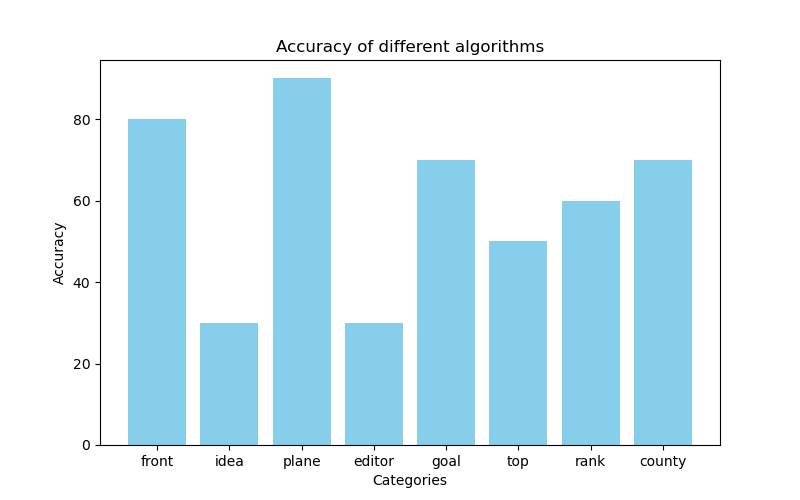 Accuracy of different algorithms
Accuracy
80
60
40
20
0
front idea plane editor goal top rank county
Categories